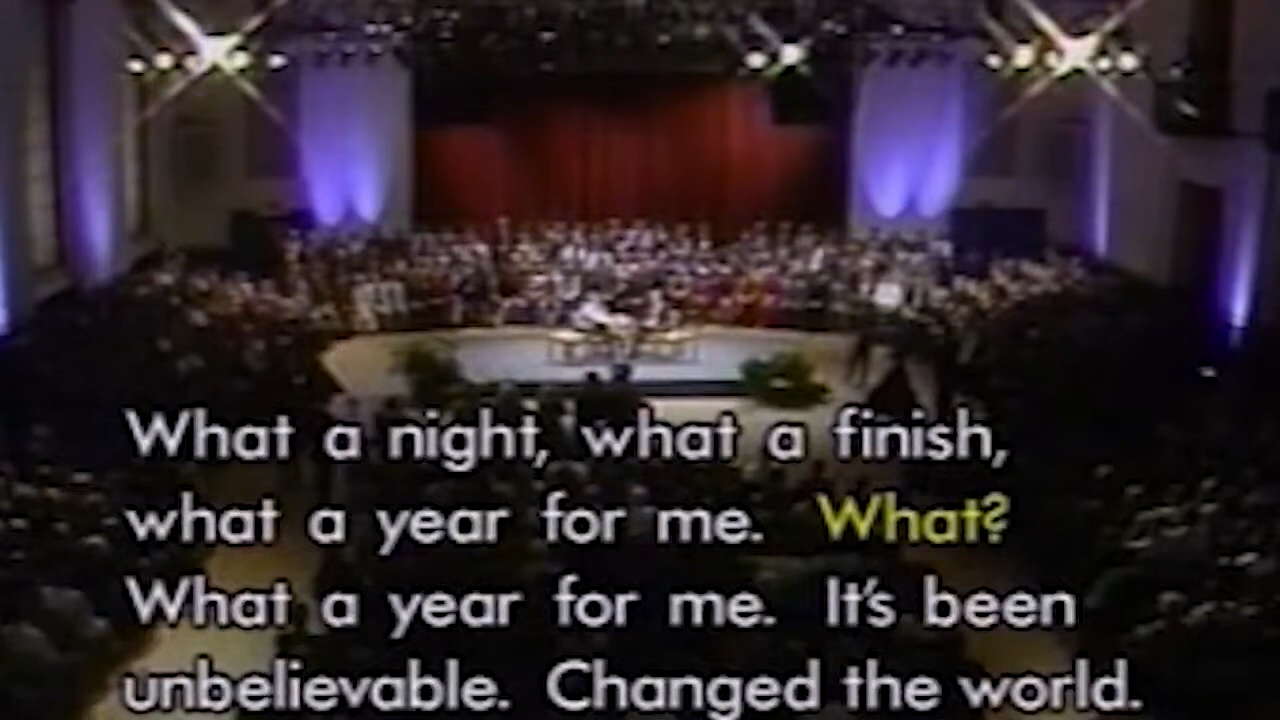 What a night, what a finish,
what a year for me. What?
What a year for me. It's been
unbelievable. Changed the world.